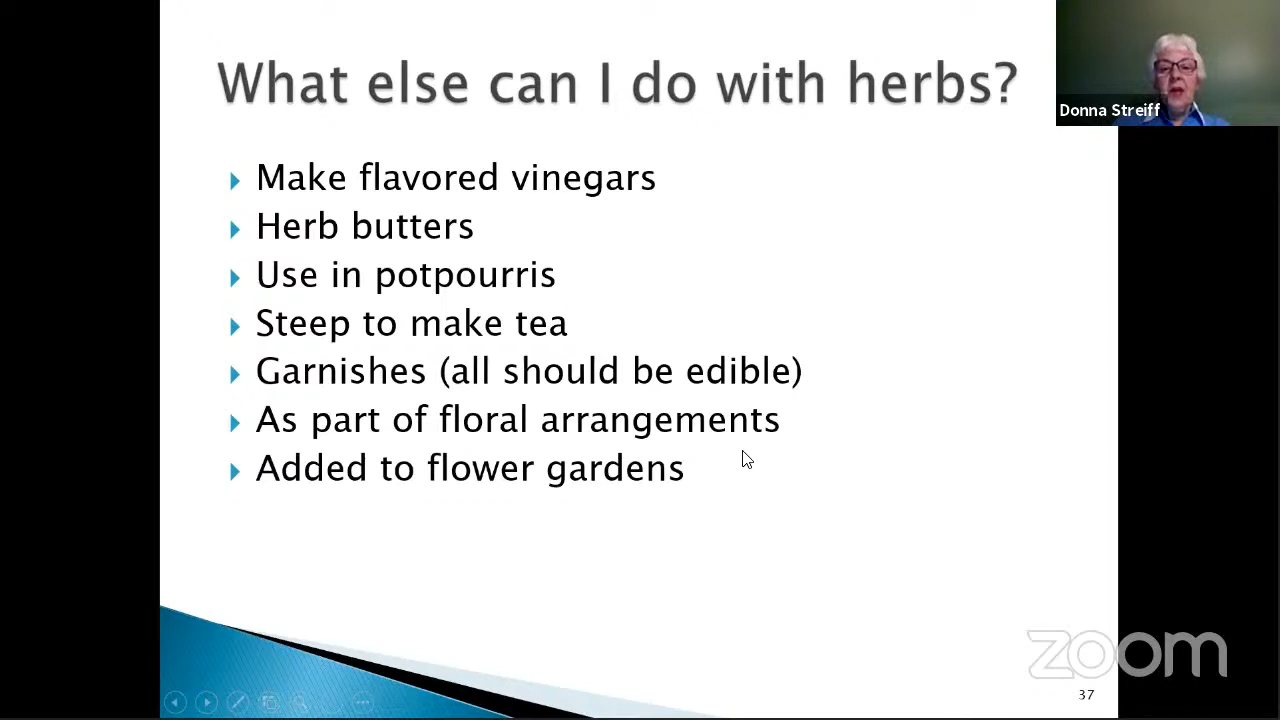 What else can I do with herbs?
Donna Streiff
Make flavored vinegars
Herb butters
Use in potpourris
Steep to make tea
Garnishes (all should be edible)
As part of floral arrangements
Added to flower gardens
zoom
37